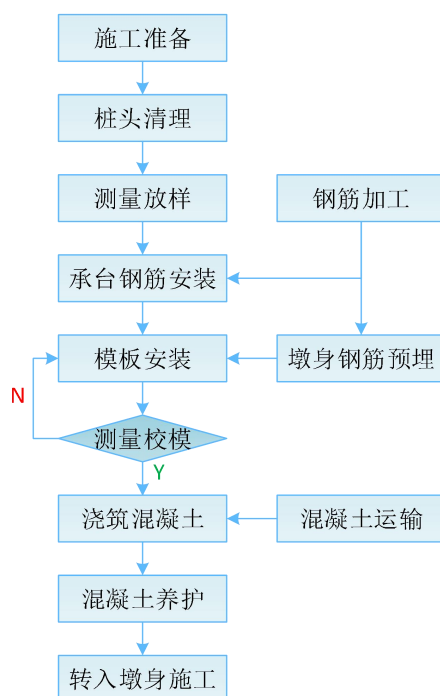 施工准备
桩头清理
测量放样
钢筋加工
承台钢筋安装
模板安装
墩身钢筋预埋
N
测量校模
Y
浇筑混凝土
混凝土运输
混凝土养护
转入墩身施工